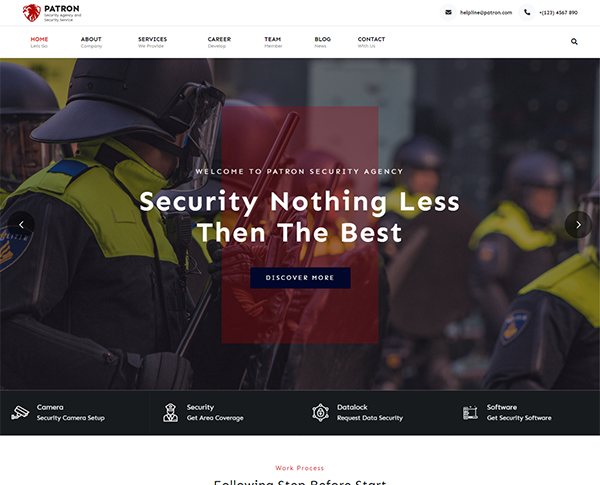 PATRON
Security Agency and
Security Service
helpline@patron.com
+(123) 4567 890
HOME
Lets Go
ABOUT
Company
SERVICES
We Provide
CAREER
Develop
TEAM
Member
BLOG
News
CONTACT
With Us
WELCOME TO PATRON SECURITY AGENCY
Security Nothing Less
Then The Best
DISCOVER MORE
Camera
Security Camera Setup
Security
Get Area Coverage
Datalock
Request Data Security
Software
Get Security Software
Work Process
Following Step Before Start